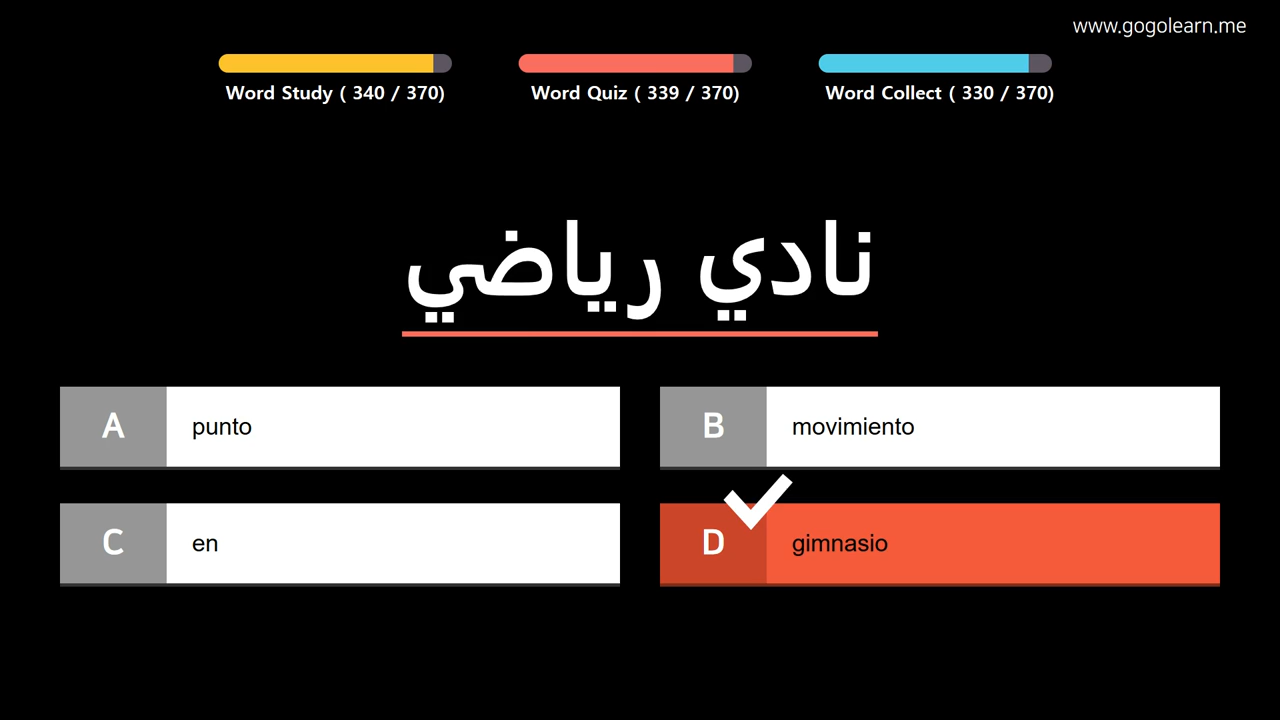 www.gogolearn.me
Word Study ( 340 / 370)
Word Quiz ( 339 / 370)
Word Collect ( 330 / 370)
نادي رياضي
A punto
B movimiento
C en
D gimnasio